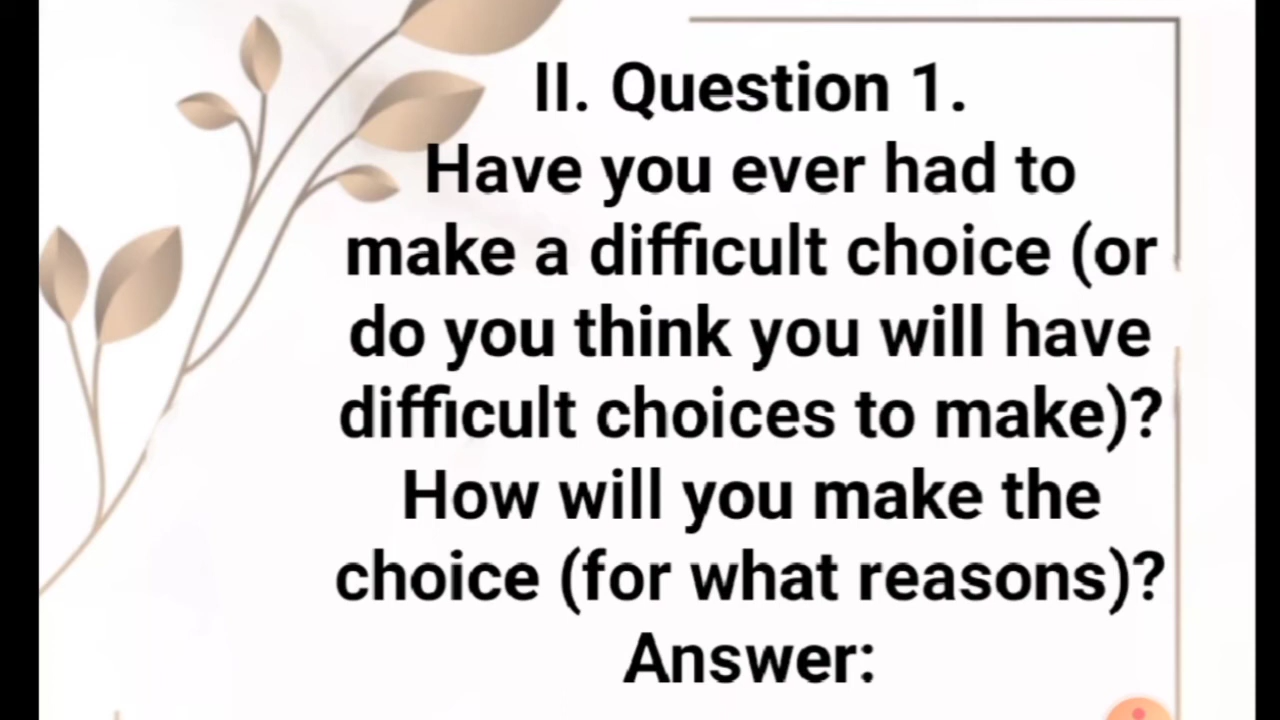 II. Question 1.
Have you ever had to
make a difficult choice (or
do you think you will have
difficult choices to make)?
How will you make the
choice (for what reasons)?
Answer: